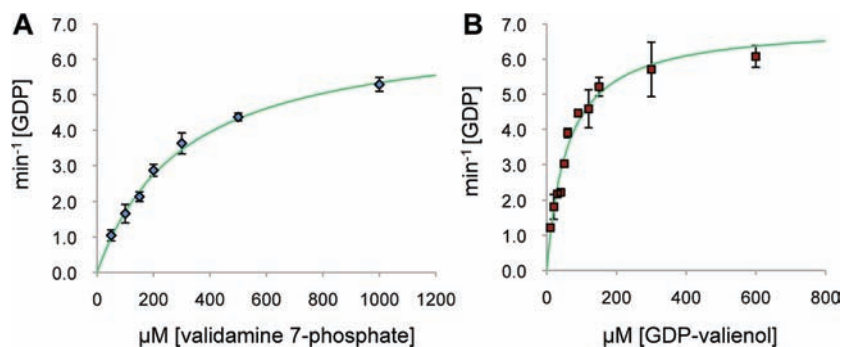 A
7.0
6.0
5.0
4.0
3.0
2.0
1.0
0.0
min⁻¹ [GDP]
0 200 400 600 800 1000 1200
μM [validamine 7-phosphate]
B
7.0
6.0
5.0
4.0
3.0
2.0
1.0
0.0
min⁻¹ [GDP]
0 200 400 600 800
μM [GDP-valienol]